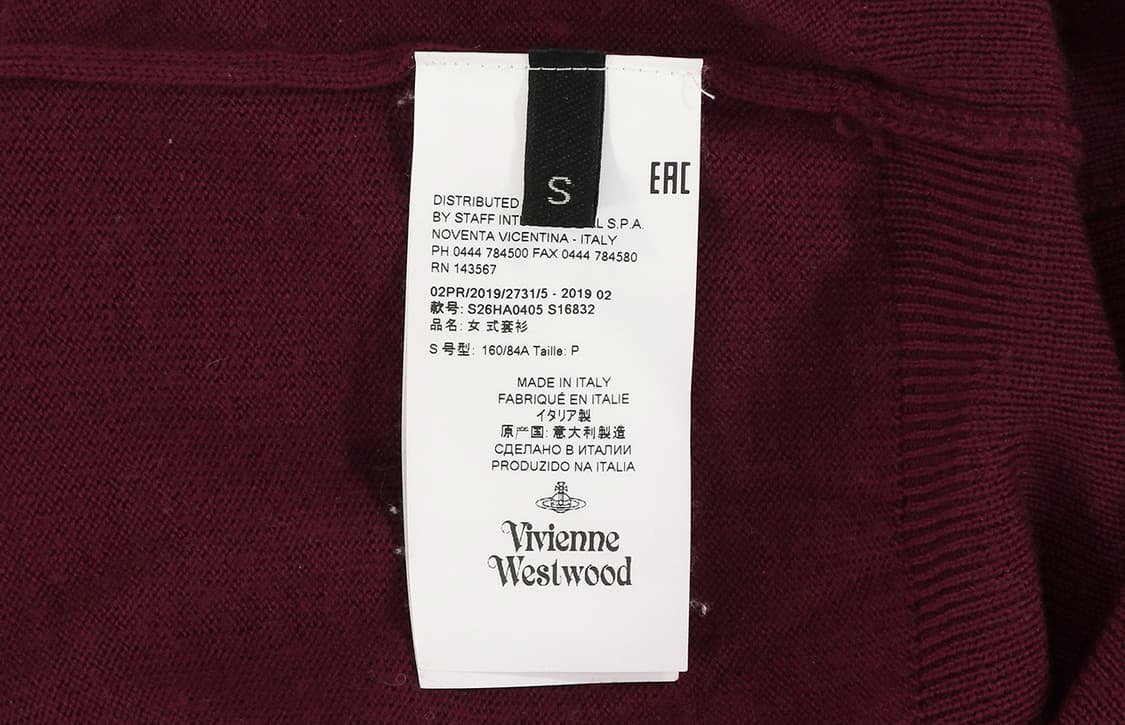 S
EAC
DISTRIBUTED
BY STAFF INT L S.P.A.
NOVENTA VICENTINA - ITALY
PH 0444 784500 FAX 0444 784580
RN 143567
02PR/2019/2731/5 - 2019 02
款号: S26HA0405 S16832
品名: 女 式套衫
S 号型: 160/84A Taille: P
MADE IN ITALY
FABRIQUÉ EN ITALIE
イタリア製
原产国: 意大利製造
СДЕЛАНО В ИТАЛИИ
PRODUZIDO NA ITALIA
Vivienne
Westwood